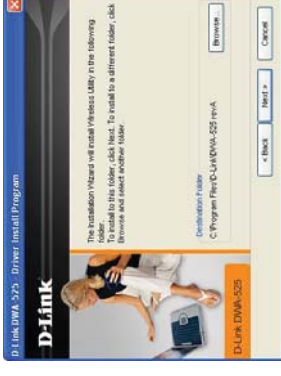 D-Link DWA-525 - Driver Install Program
D-Link
The Installation Wizard will install Wireless Utility in the following
folder.
To install to this folder, click Next. To install to a different folder, click
Browse and select another folder.
Destination Folder
C:\Program Files\D-Link\DWA-525 revA
Browse...
D-Link DWA-525
< Back
Next >
Cancel